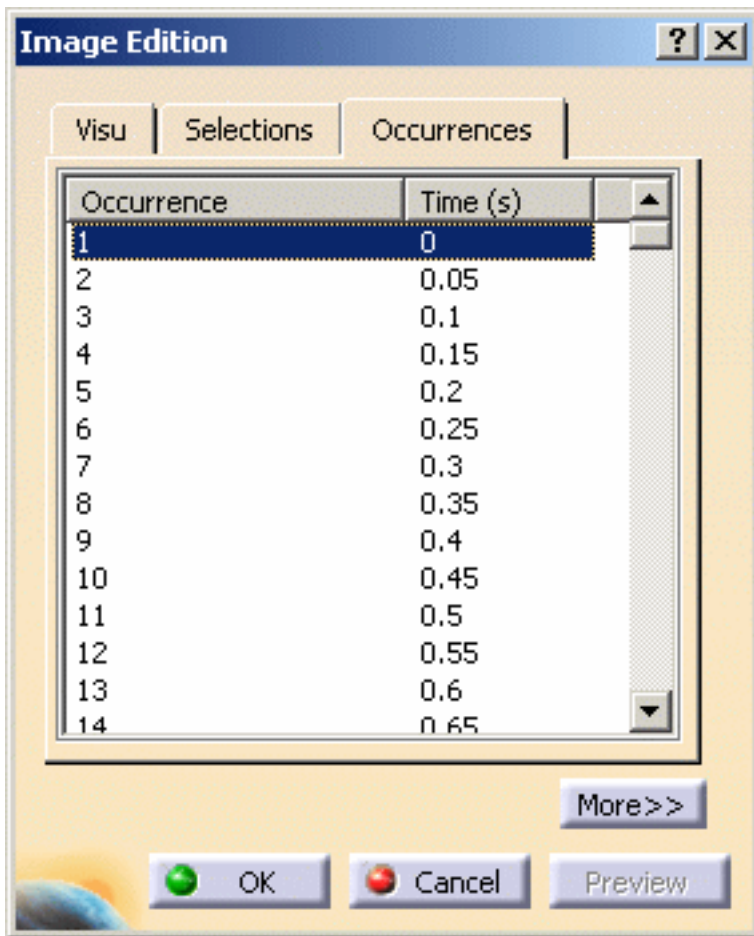 Image Edition
Visu Selections Occurrences
Occurrence Time (s)
1 0
2 0.05
3 0.1
4 0.15
5 0.2
6 0.25
7 0.3
8 0.35
9 0.4
10 0.45
11 0.5
12 0.55
13 0.6
14 0.65
More>>
OK Cancel Preview